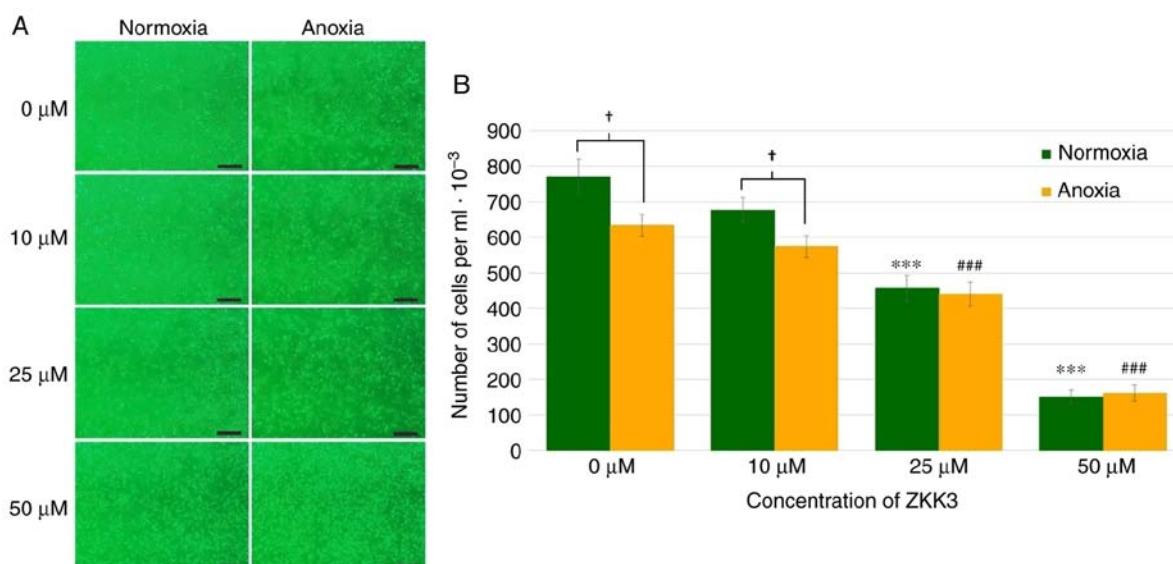 A
Normoxia Anoxia
0 μM
10 μM
25 μM
50 μM
B
Number of cells per ml · 10⁻³
900
800
700
600
500
400
300
200
100
0
†
†
*** ###
*** ###
Normoxia
Anoxia
0 μM 10 μM 25 μM 50 μM
Concentration of ZKK3